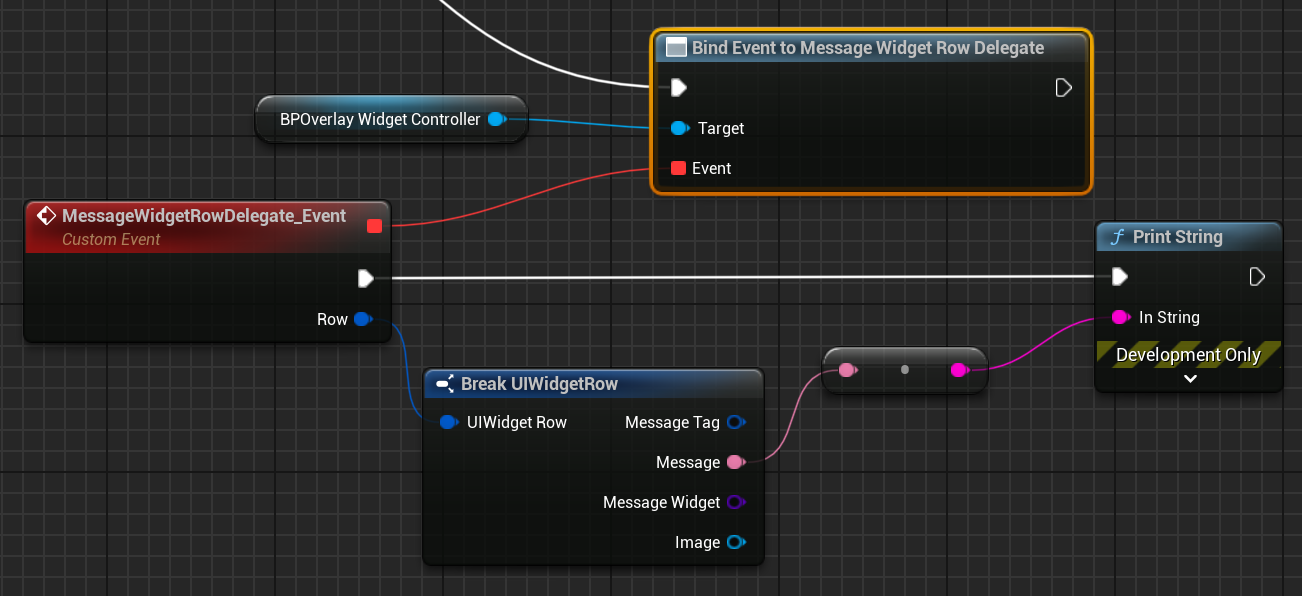 Bind Event to Message Widget Row Delegate
BPOverlay Widget Controller
Target
Event
MessageWidgetRowDelegate_Event
Custom Event
Row
Print String
In String
Development Only
Break UIWidgetRow
UIWidget Row
Message Tag
Message
Message Widget
Image